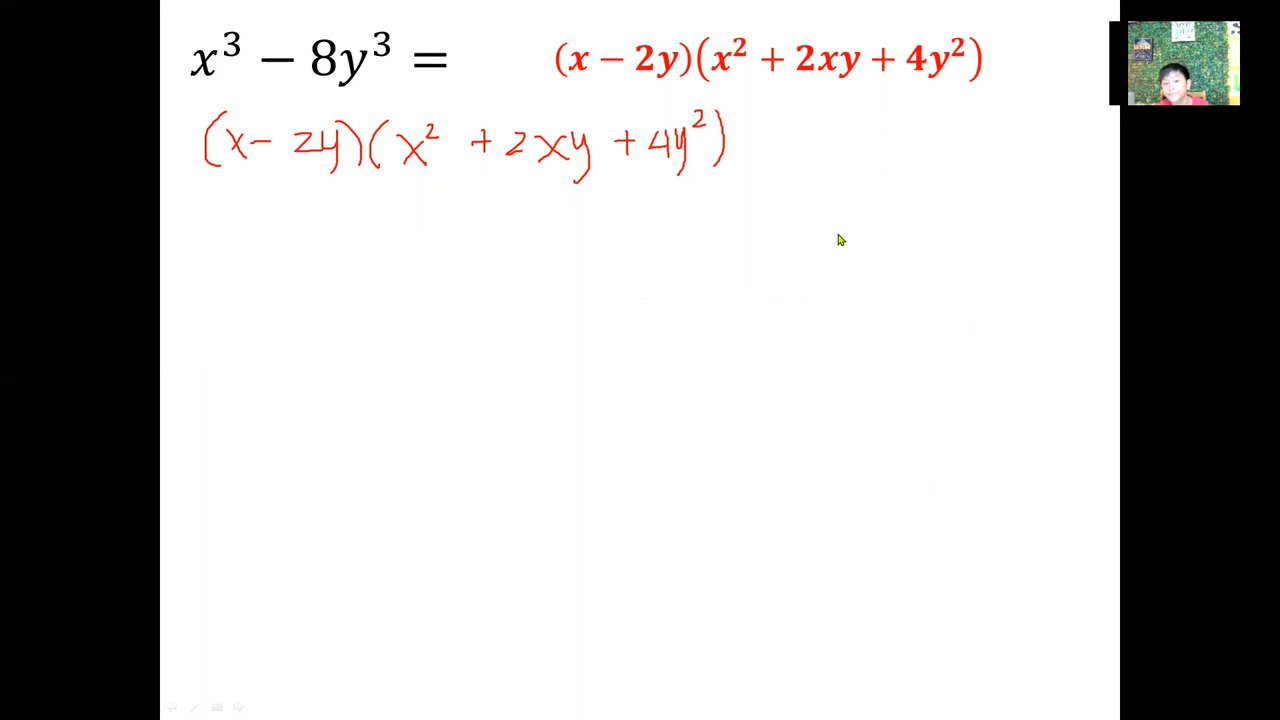 x³ − 8y³ = (x − 2y)(x² + 2xy + 4y²)
(x − 2y)(x² + 2xy + 4y²)